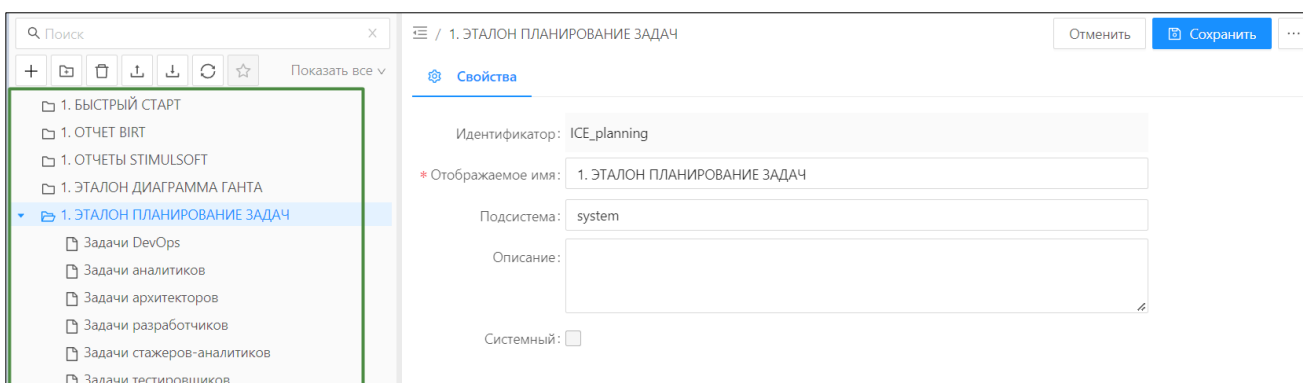 Поиск
Показать все
1. БЫСТРЫЙ СТАРТ
1. ОТЧЕТ BIRT
1. ОТЧЕТЫ STIMULSOFT
1. ЭТАЛОН ДИАГРАММА ГАНТА
1. ЭТАЛОН ПЛАНИРОВАНИЕ ЗАДАЧ
Задачи DevOps
Задачи аналитиков
Задачи архитекторов
Задачи разработчиков
Задачи стажеров-аналитиков
Задачи тестировщиков
/ 1. ЭТАЛОН ПЛАНИРОВАНИЕ ЗАДАЧ
Отменить
Сохранить
Свойства
Идентификатор: ICE_planning
* Отображаемое имя: 1. ЭТАЛОН ПЛАНИРОВАНИЕ ЗАДАЧ
Подсистема: system
Описание:
Системный: